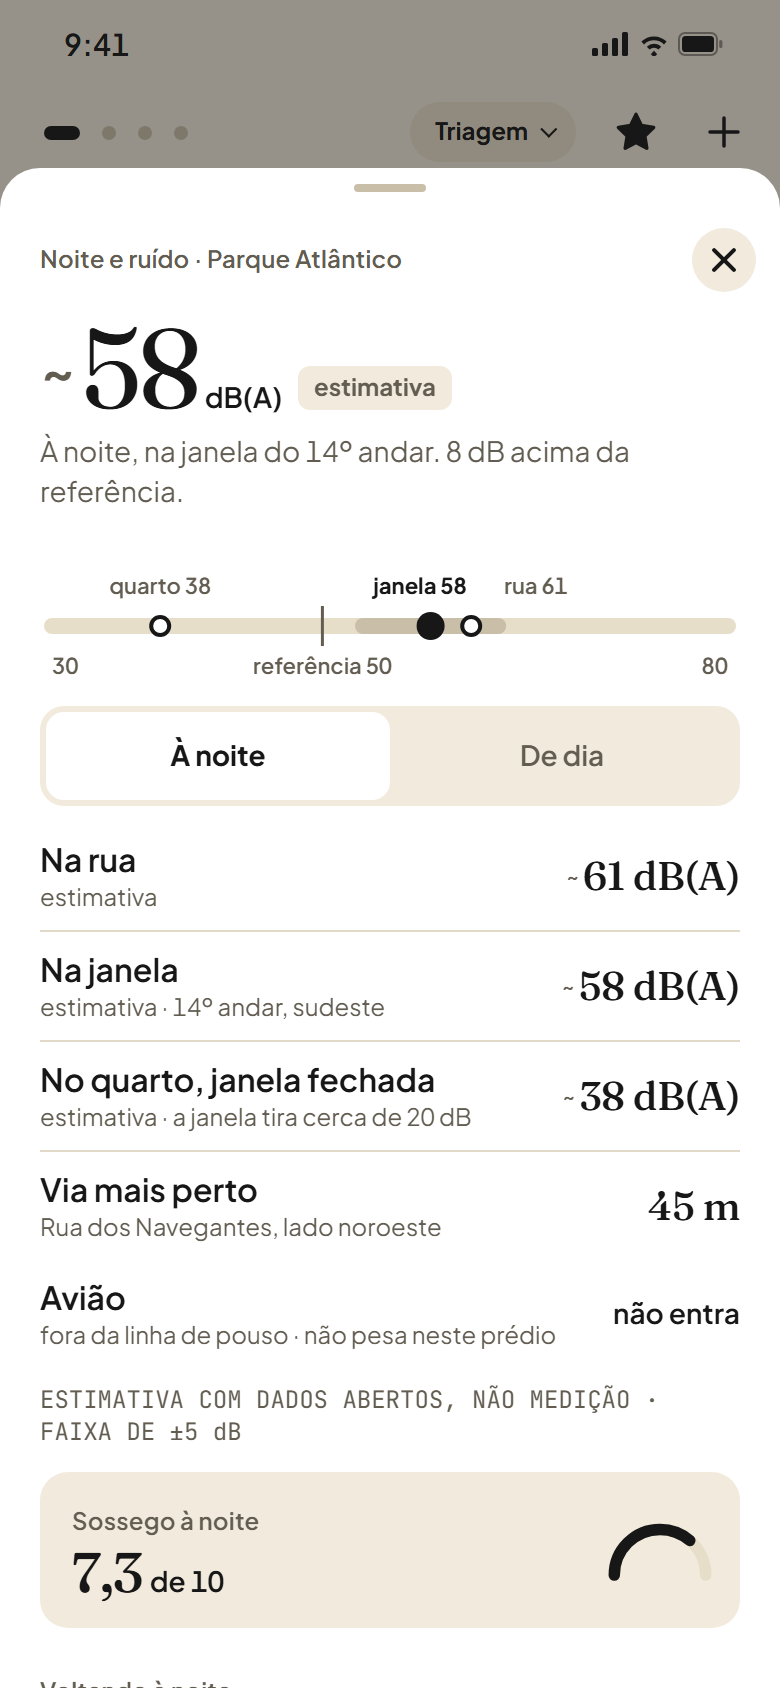 9:41
Triagem
Noite e ruído · Parque Atlântico
~58 dB(A) estimativa
À noite, na janela do 14º andar. 8 dB acima da
referência.
quarto 38 janela 58 rua 61
30 referência 50 80
À noite De dia
Na rua
~61 dB(A)
estimativa
Na janela
~58 dB(A)
estimativa · 14º andar, sudeste
No quarto, janela fechada
~38 dB(A)
estimativa · a janela tira cerca de 20 dB
Via mais perto
45 m
Rua dos Navegantes, lado noroeste
Avião
não entra
fora da linha de pouso · não pesa neste prédio
ESTIMATIVA COM DADOS ABERTOS, NÃO MEDIÇÃO ·
FAIXA DE ±5 dB
Sossego à noite
7,3 de 10